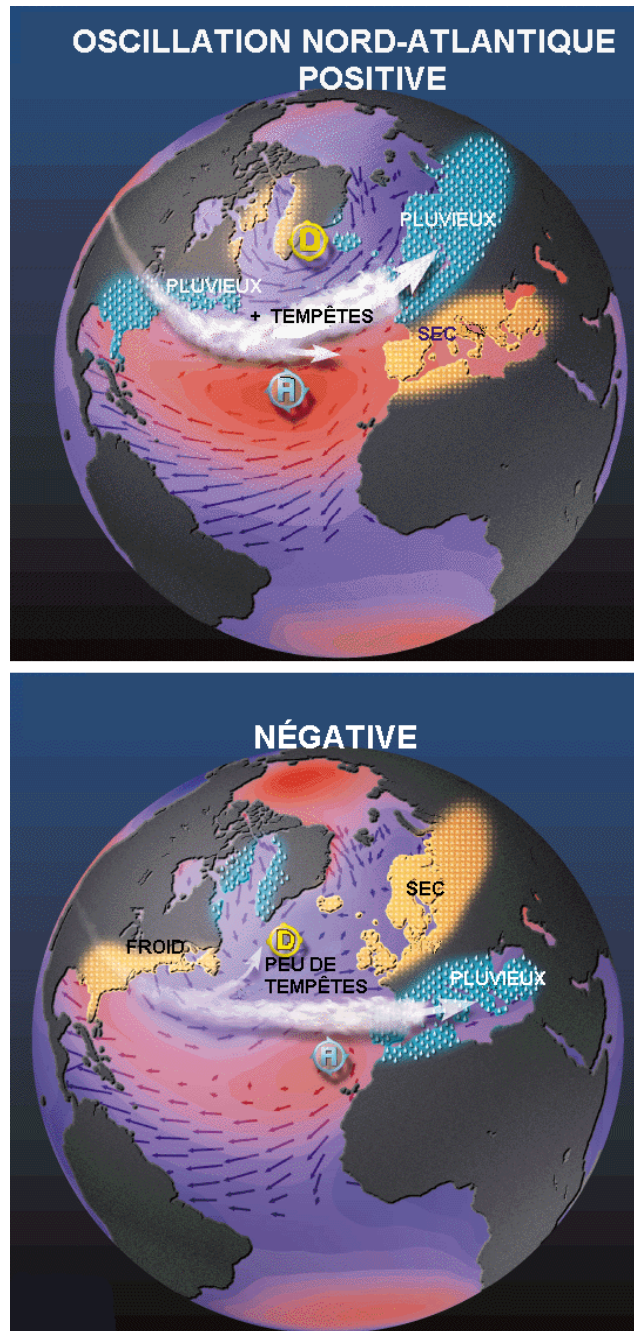 OSCILLATION NORD-ATLANTIQUE
POSITIVE
PLUVIEUX
D
PLUVIEUX
+ TEMPÊTES
SEC
A
NÉGATIVE
SEC
FROID
D
PEU DE
TEMPÊTES
PLUVIEUX
A